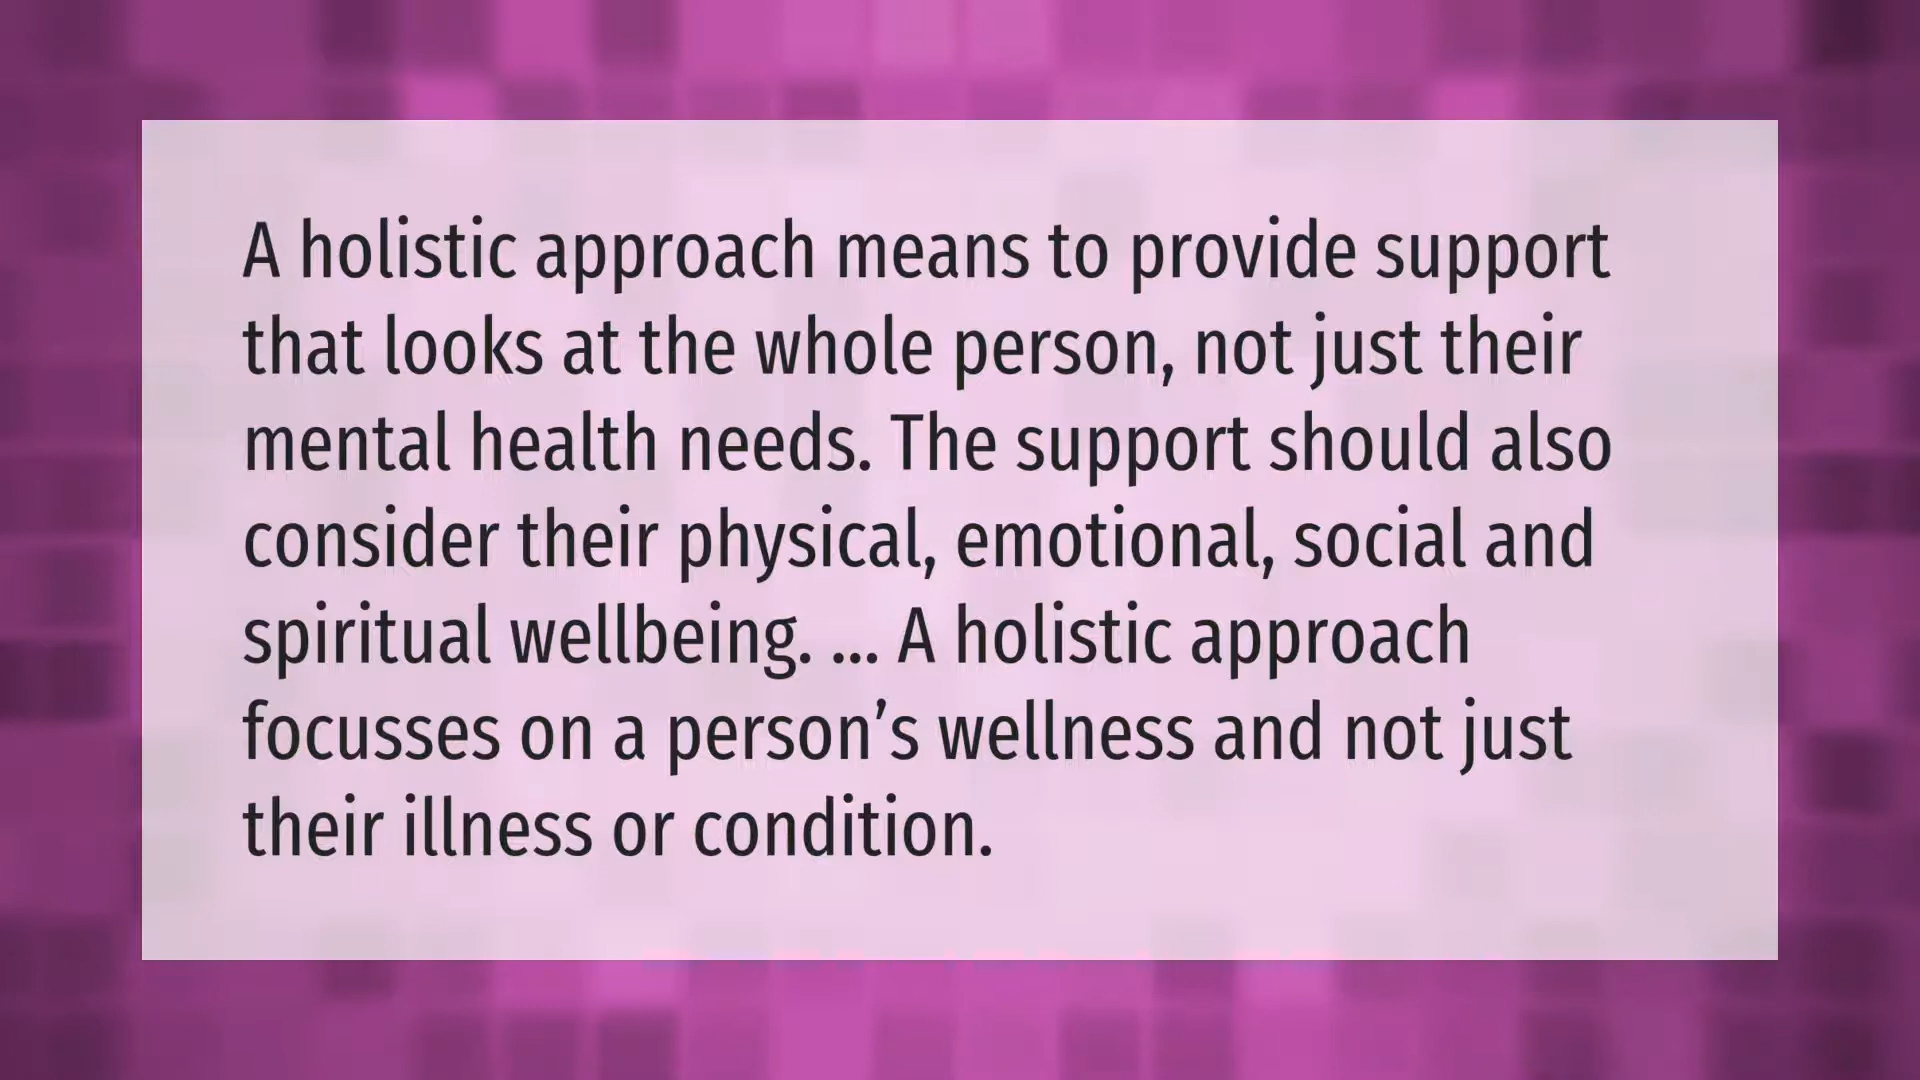 A holistic approach means to provide support
that looks at the whole person, not just their
mental health needs. The support should also
consider their physical, emotional, social and
spiritual wellbeing. ... A holistic approach
focusses on a person’s wellness and not just
their illness or condition.